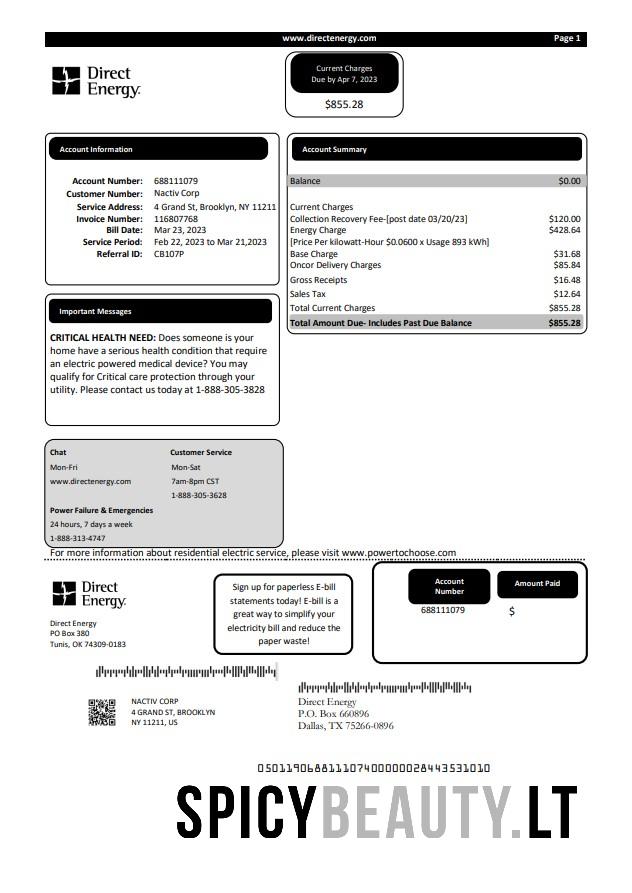 www.directenergy.com Page 1
Direct
Energy.
Current Charges
Due by Apr 7, 2023
$855.28
Account Information
Account Number: 688111079
Customer Number: Nactiv Corp
Service Address: 4 Grand St, Brooklyn, NY 11211
Invoice Number: 116807768
Bill Date: Mar 23, 2023
Service Period: Feb 22, 2023 to Mar 21,2023
Referral ID: CB107P
Account Summary
Balance $0.00
Current Charges
Collection Recovery Fee-[post date 03/20/23] $120.00
Energy Charge $428.64
[Price Per kilowatt-Hour $0.0600 x Usage 893 kWh]
Base Charge $31.68
Oncor Delivery Charges $85.84
Gross Receipts $16.48
Sales Tax $12.64
Total Current Charges $855.28
Total Amount Due- Includes Past Due Balance $855.28
Important Messages
CRITICAL HEALTH NEED: Does someone is your
home have a serious health condition that require
an electric powered medical device? You may
qualify for Critical care protection through your
utility. Please contact us today at 1-888-305-3828
Chat Customer Service
Mon-Fri Mon-Sat
www.directenergy.com 7am-8pm CST
1-888-305-3628
Power Failure & Emergencies
24 hours, 7 days a week
1-888-313-4747
For more information about residential electric service, please visit www.powertochoose.com
Direct
Energy.
Direct Energy
PO Box 380
Tunis, OK 74309-0183
Sign up for paperless E-bill
statements today! E-bill is a
great way to simplify your
electricity bill and reduce the
paper waste!
Account
Number
Amount Paid
688111079 $
NACTIV CORP
4 GRAND ST, BROOKLYN
NY 11211, US
Direct Energy
P.O. Box 660896
Dallas, TX 75266-0896
05011906881110740000002844353​1010
SPICYBEAUTY.LT